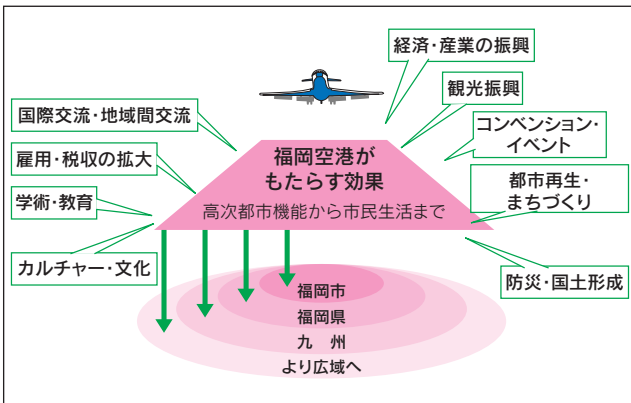 経済・産業の振興
観光振興
国際交流・地域間交流
コンベンション・
イベント
雇用・税収の拡大
福岡空港が
もたらす効果
都市再生・
まちづくり
学術・教育
高次都市機能から市民生活まで
カルチャー・文化
防災・国土形成
福岡市
福岡県
九　州
より広域へ